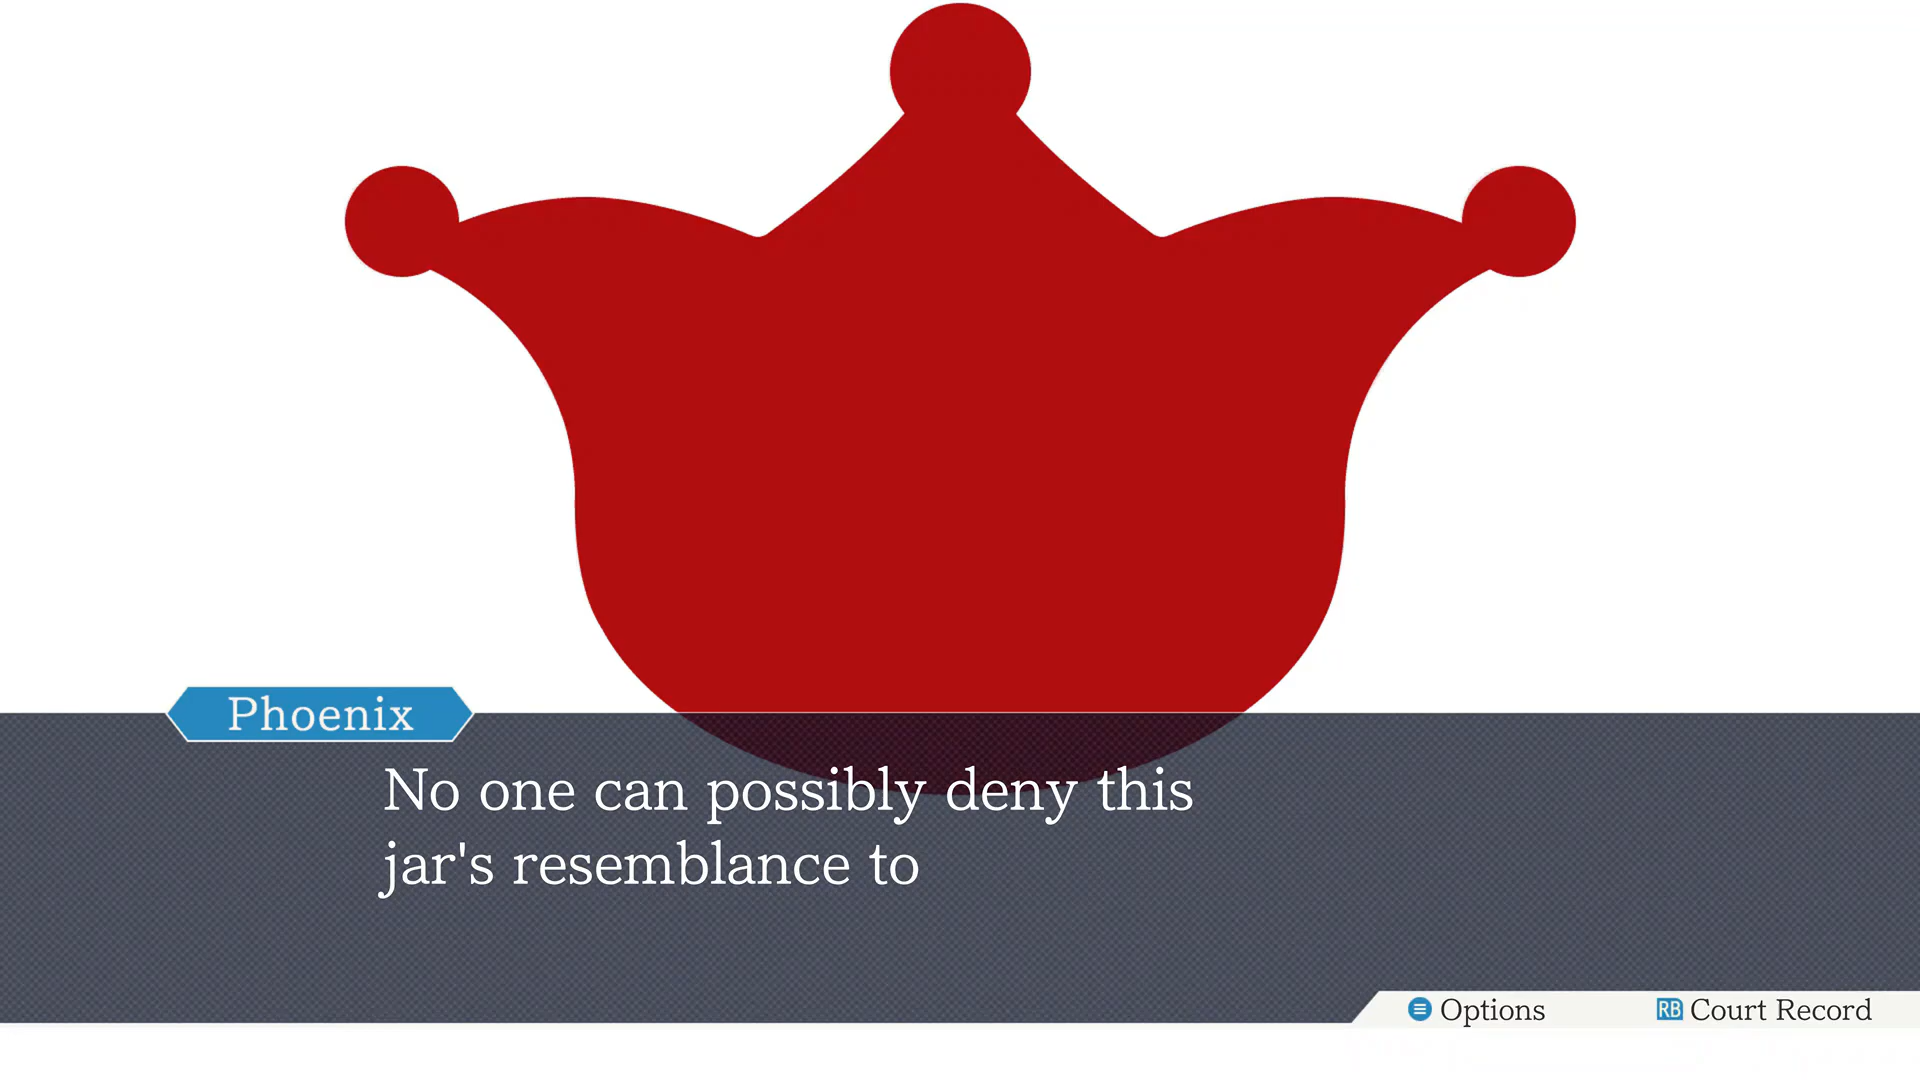 Phoenix
No one can possibly deny this
jar's resemblance to
Options
RB Court Record